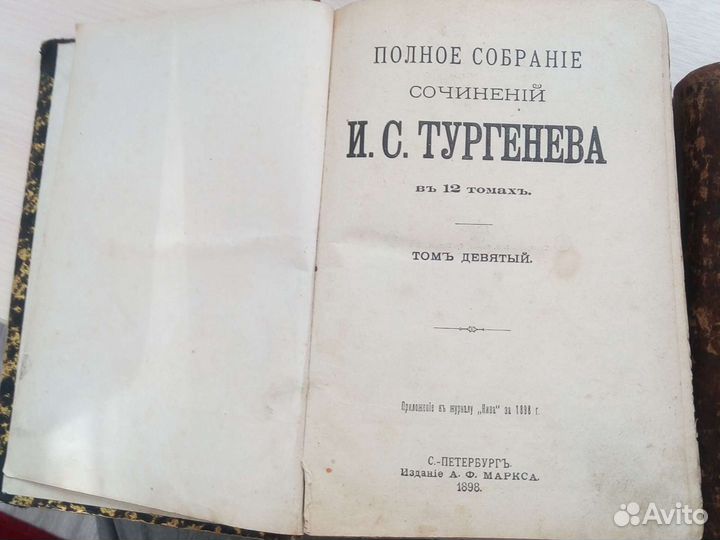 ПОЛНОЕ СОБРАНІЕ
СОЧИНЕНІЙ
И. С. ТУРГЕНЕВА
въ 12 томахъ.
ТОМЪ ДЕВЯТЫЙ.
Приложеніе къ журналу „Нива" за 1898 г.
С.-ПЕТЕРБУРГЪ.
Изданіе А. Ф. МАРКСА.
1898.
Avito